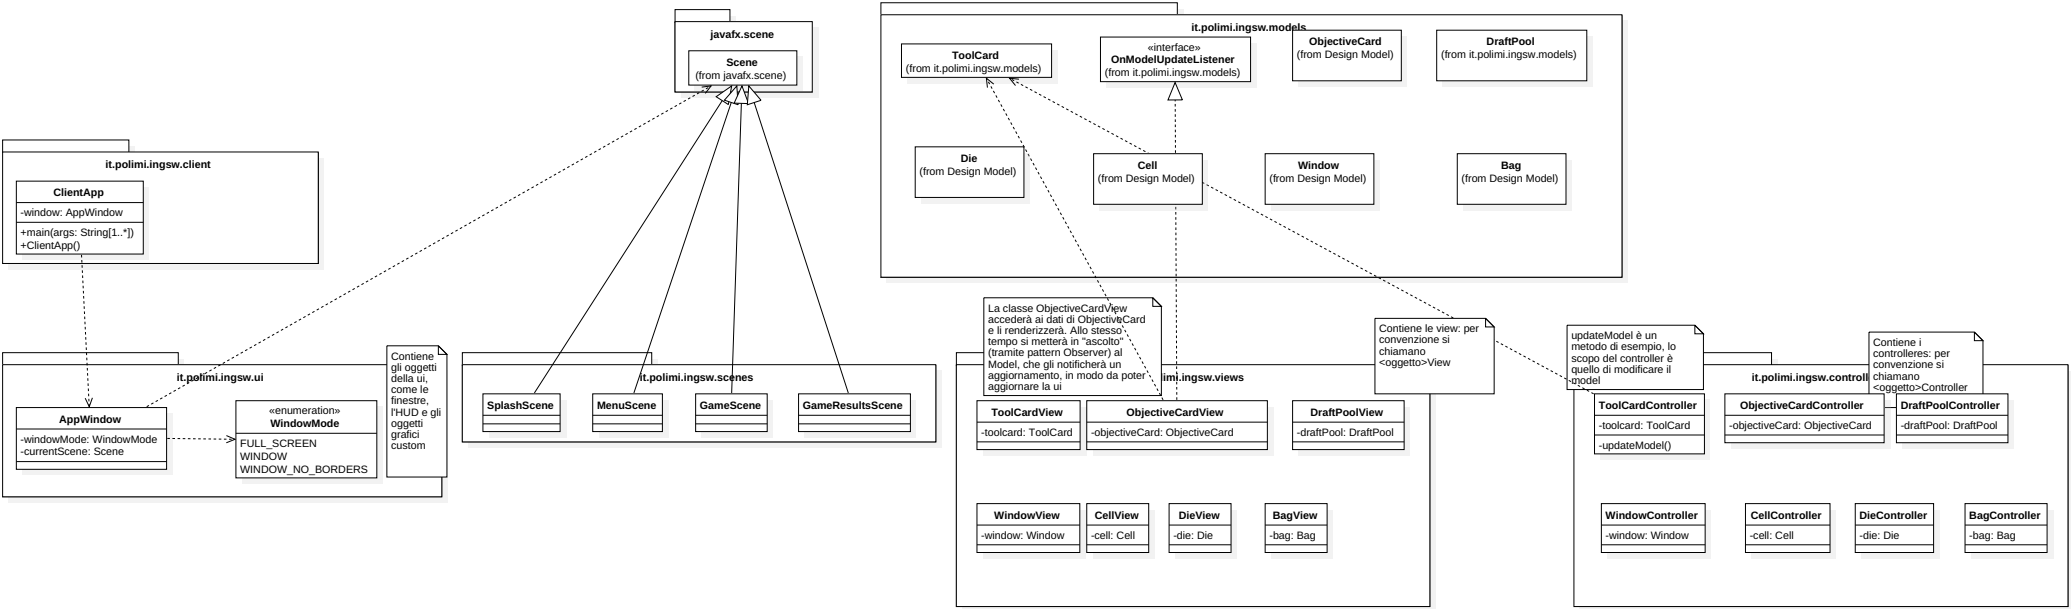 javafx.scene
Scene
(from javafx.scene)
it.polimi.ingsw.models
ToolCard
(from it.polimi.ingsw.models)
«interface»
OnModelUpdateListener
(from it.polimi.ingsw.models)
ObjectiveCard
(from Design Model)
DraftPool
(from it.polimi.ingsw.models)
Die
(from Design Model)
Cell
(from Design Model)
Window
(from Design Model)
Bag
(from Design Model)
it.polimi.ingsw.client
ClientApp
-window: AppWindow
+main(args: String[1..*])
+ClientApp()
it.polimi.ingsw.ui
AppWindow
-windowMode: WindowMode
-currentScene: Scene
«enumeration»
WindowMode
FULL_SCREEN
WINDOW
WINDOW_NO_BORDERS
Contiene
gli oggetti
della ui,
come le
finestre,
l'HUD e gli
oggetti
grafici
custom
it.polimi.ingsw.scenes
SplashScene
MenuScene
GameScene
GameResultsScene
La classe ObjectiveCardView
accederà ai dati di ObjectiveCard
e li renderizzerà. Allo stesso
tempo si metterà in "ascolto"
(tramite pattern Observer) al
Model, che gli notificherà un
aggiornamento, in modo da poter
aggiornare la ui
imi.ingsw.views
Contiene le view: per
convenzione si
chiamano
<oggetto>View
ToolCardView
-toolcard: ToolCard
ObjectiveCardView
-objectiveCard: ObjectiveCard
DraftPoolView
-draftPool: DraftPool
WindowView
-window: Window
CellView
-cell: Cell
DieView
-die: Die
BagView
-bag: Bag
updateModel è un
metodo di esempio, lo
scopo del controller è
quello di modificare il
model
it.polimi.ingsw.controll
Contiene i
controlleres: per
convenzione si
chiamano
<oggetto>Controller
ToolCardController
-toolcard: ToolCard
-updateModel()
ObjectiveCardController
-objectiveCard: ObjectiveCard
DraftPoolController
-draftPool: DraftPool
WindowController
-window: Window
CellController
-cell: Cell
DieController
-die: Die
BagController
-bag: Bag